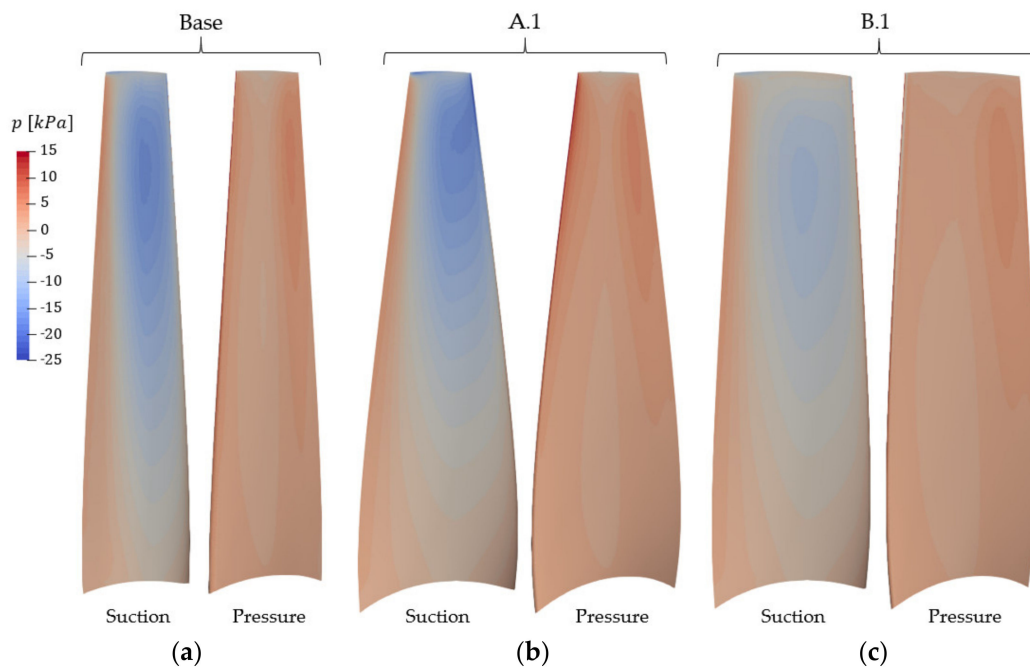 Base
A.1
B.1
p [kPa]
15
10
5
0
-5
-10
-15
-20
-25
Suction
Pressure
Suction
Pressure
Suction
Pressure
(a)
(b)
(c)